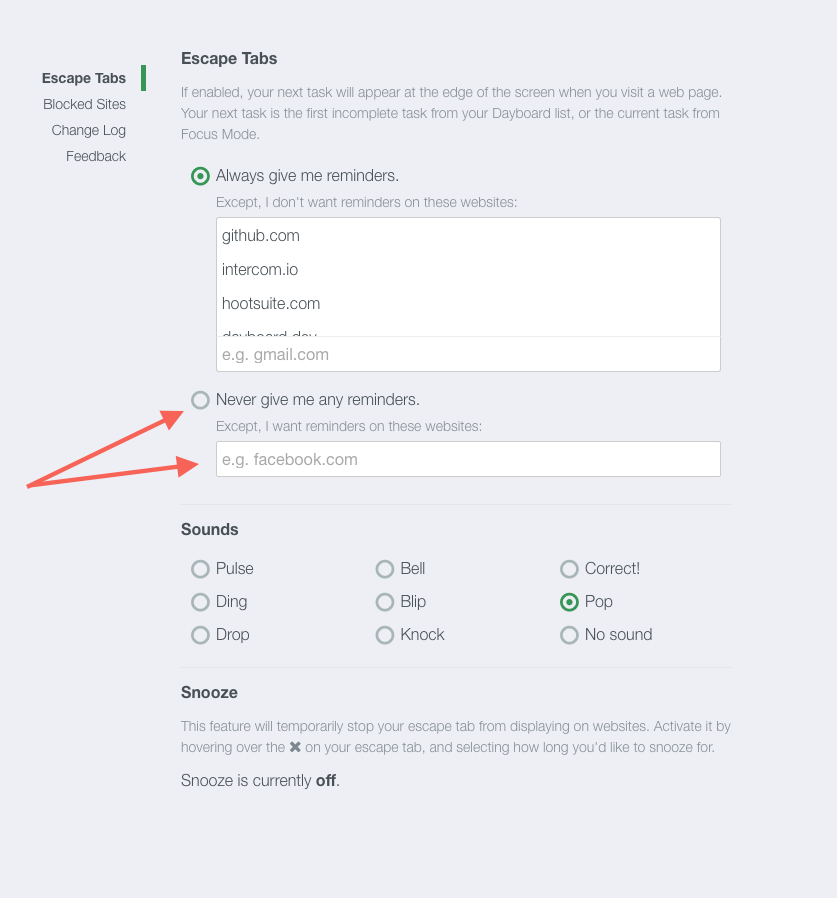 Escape Tabs
Blocked Sites
Change Log
Feedback
Escape Tabs
If enabled, your next task will appear at the edge of the screen when you visit a web page.
Your next task is the first incomplete task from your Dayboard list, or the current task from
Focus Mode.
Always give me reminders.
Except, I don't want reminders on these websites:
github.com
intercom.io
hootsuite.com
dayboard.dev
e.g. gmail.com
Never give me any reminders.
Except, I want reminders on these websites:
e.g. facebook.com
Sounds
Pulse Bell Correct!
Ding Blip Pop
Drop Knock No sound
Snooze
This feature will temporarily stop your escape tab from displaying on websites. Activate it by
hovering over the ✖ on your escape tab, and selecting how long you'd like to snooze for.
Snooze is currently off.